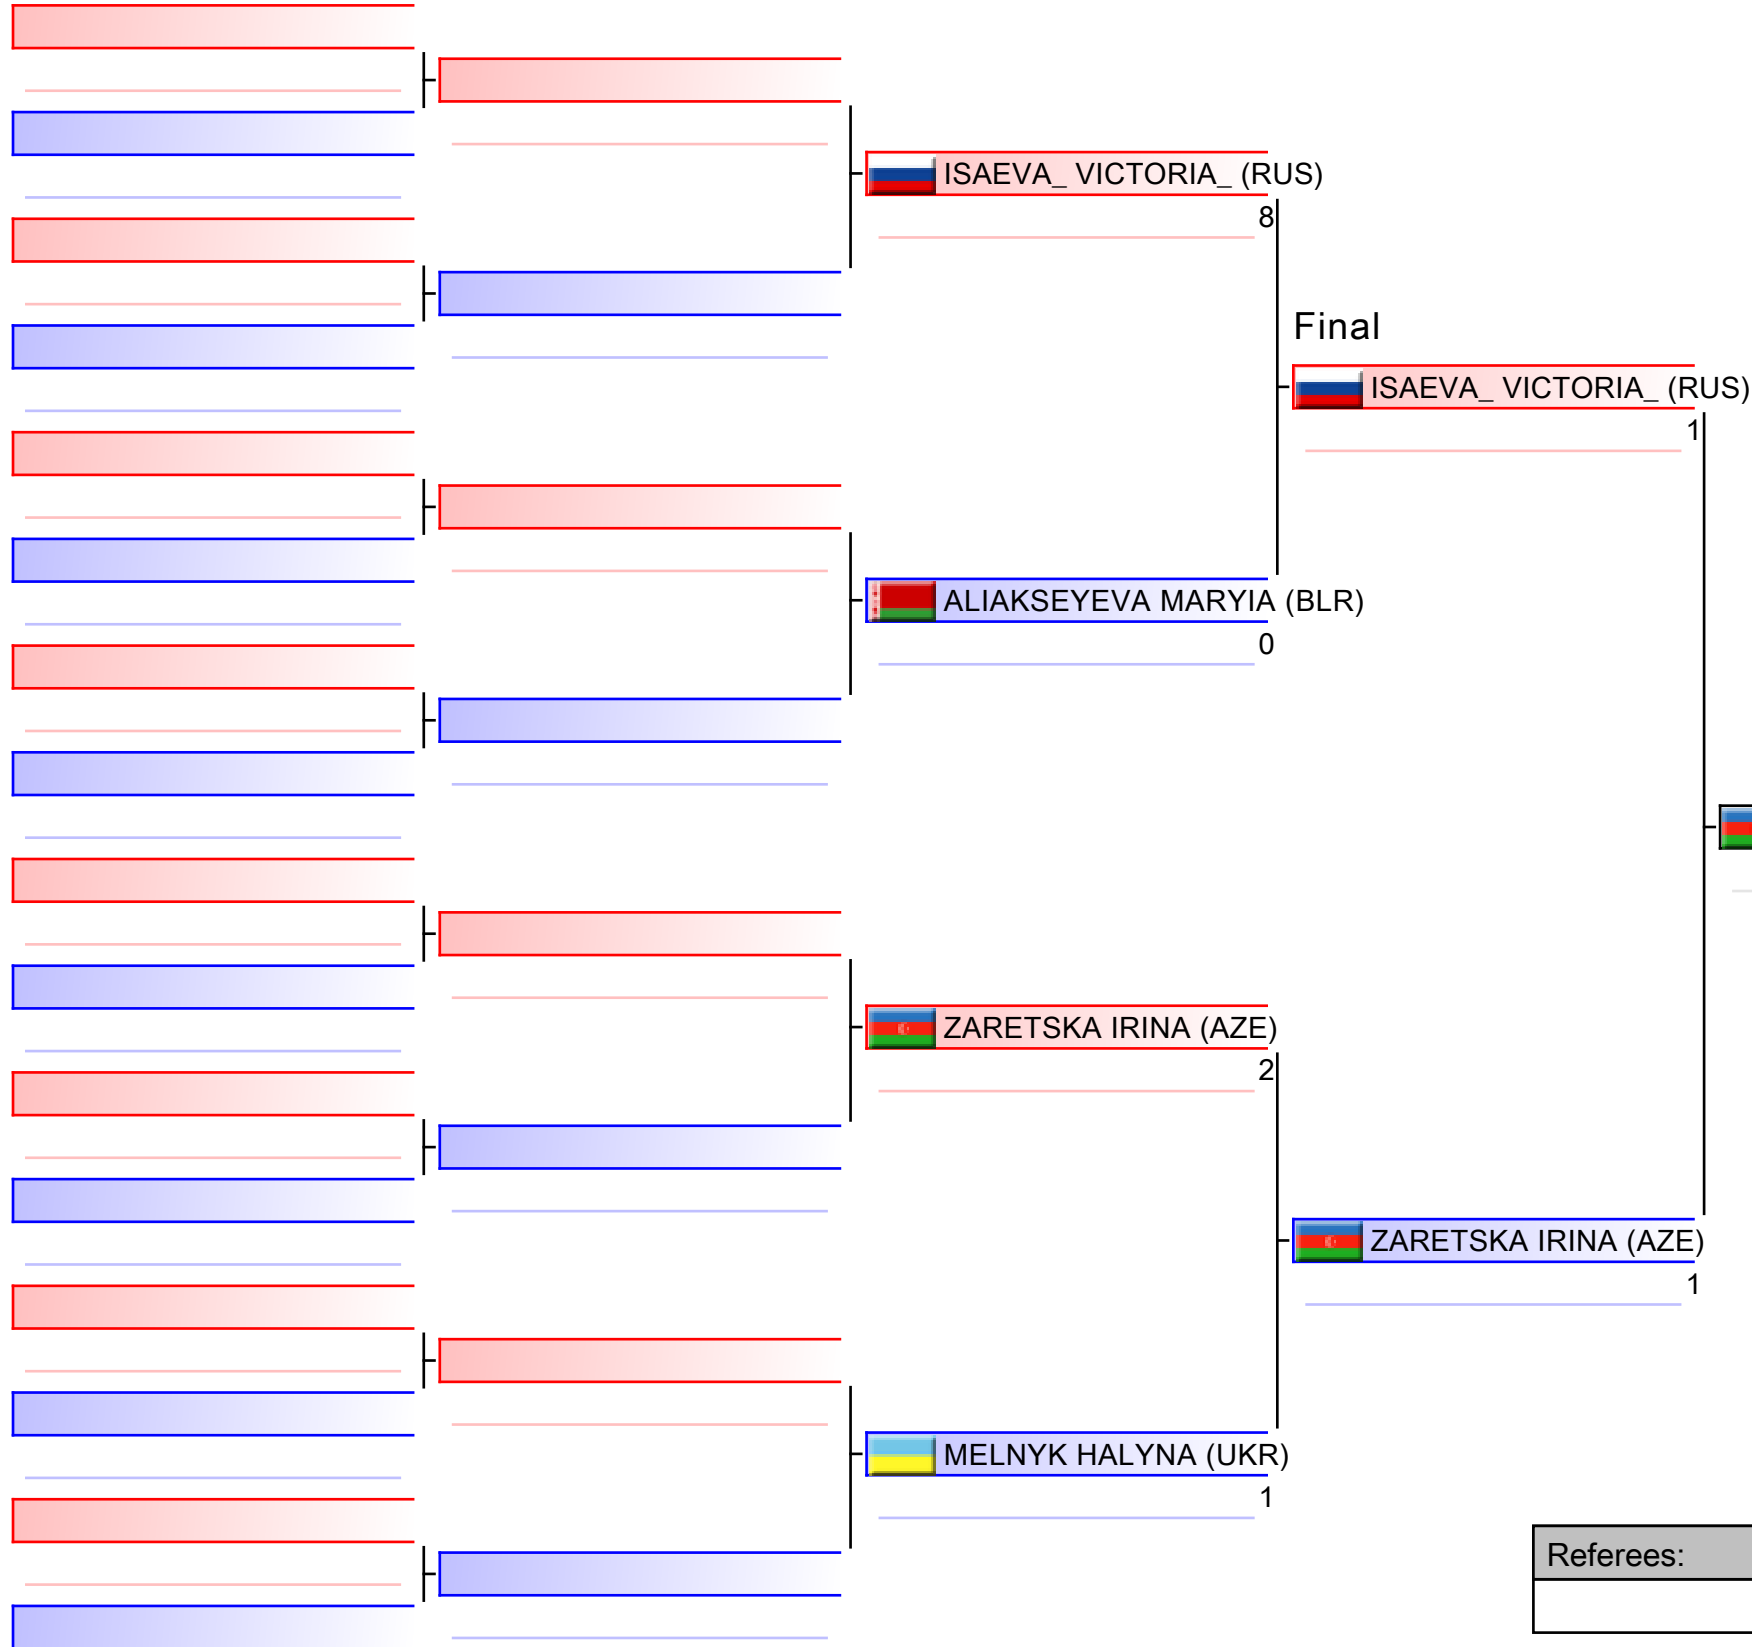 ISAEVA_ VICTORIA_ (RUS)
8
Final
ISAEVA_ VICTORIA_ (RUS)
1
ALIAKSEYEVA MARYIA (BLR)
0
ZARETSKA IRINA (AZE)
2
ZARETSKA IRINA (AZE)
1
MELNYK HALYNA (UKR)
1
Referees: